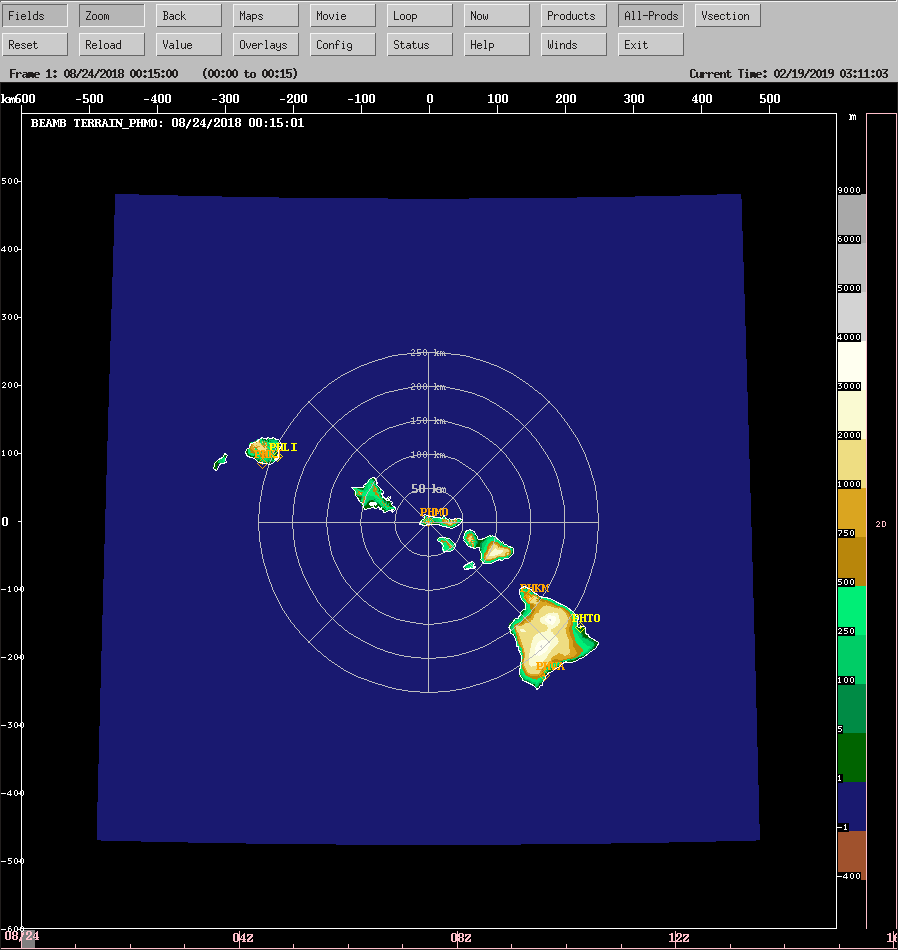 Fields Zoom Back Maps Movie Loop Now Products All-Prods Vsection
Reset Reload Value Overlays Config Status Help Winds Exit
Frame 1: 08/24/2018 00:15:00 (00:00 to 00:15) Current Time: 02/19/2019 03:11:03
km600 -500 -400 -300 -200 -100 0 100 200 300 400 500
m
BEAMB TERRAIN_PHMO: 08/24/2018 00:15:01
500
9000
400
6000
5000
300
4000
250 km
200
3000
200 km
150 km
2000
100
PHLI
100 km
1000
50 km
PHMO
0
2D
750
500
-100
PHKM
PHTO
250
-200
PHWA
100
-300
5
1
-400
-1
-500
-400
-600
08/24 04Z 08Z 12Z 16